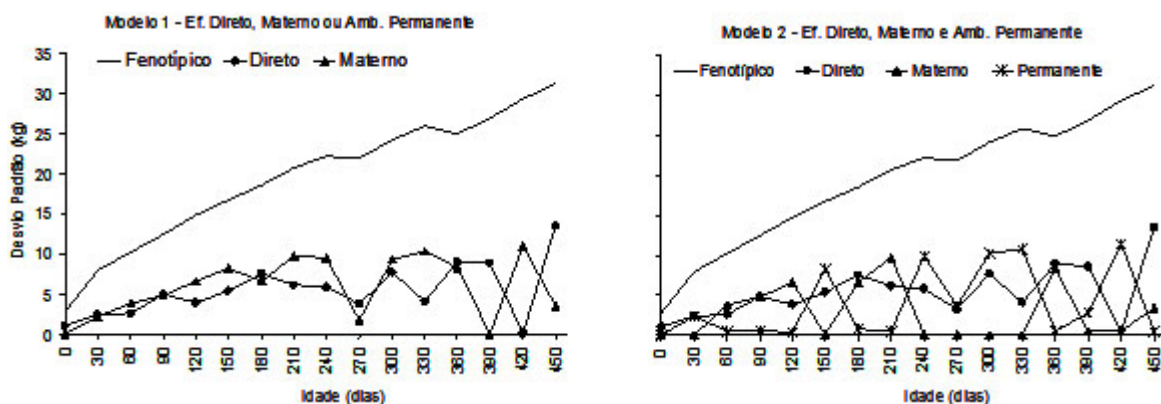 Modelo 1 - Ef. Direto, Materno ou Amb. Permanente
Fenotípico Direto Materno
Desvio Padrão (kg)
35
30
25
20
15
10
5
0
0 30 60 90 120 150 180 210 240 270 300 330 360 390 420 450
Idade (dias)
Modelo 2 - Ef. Direto, Materno e Amb. Permanente
Fenotípico Direto Materno Permanente
0 30 60 90 120 150 180 210 240 270 300 330 360 390 420 450
Idade (dias)